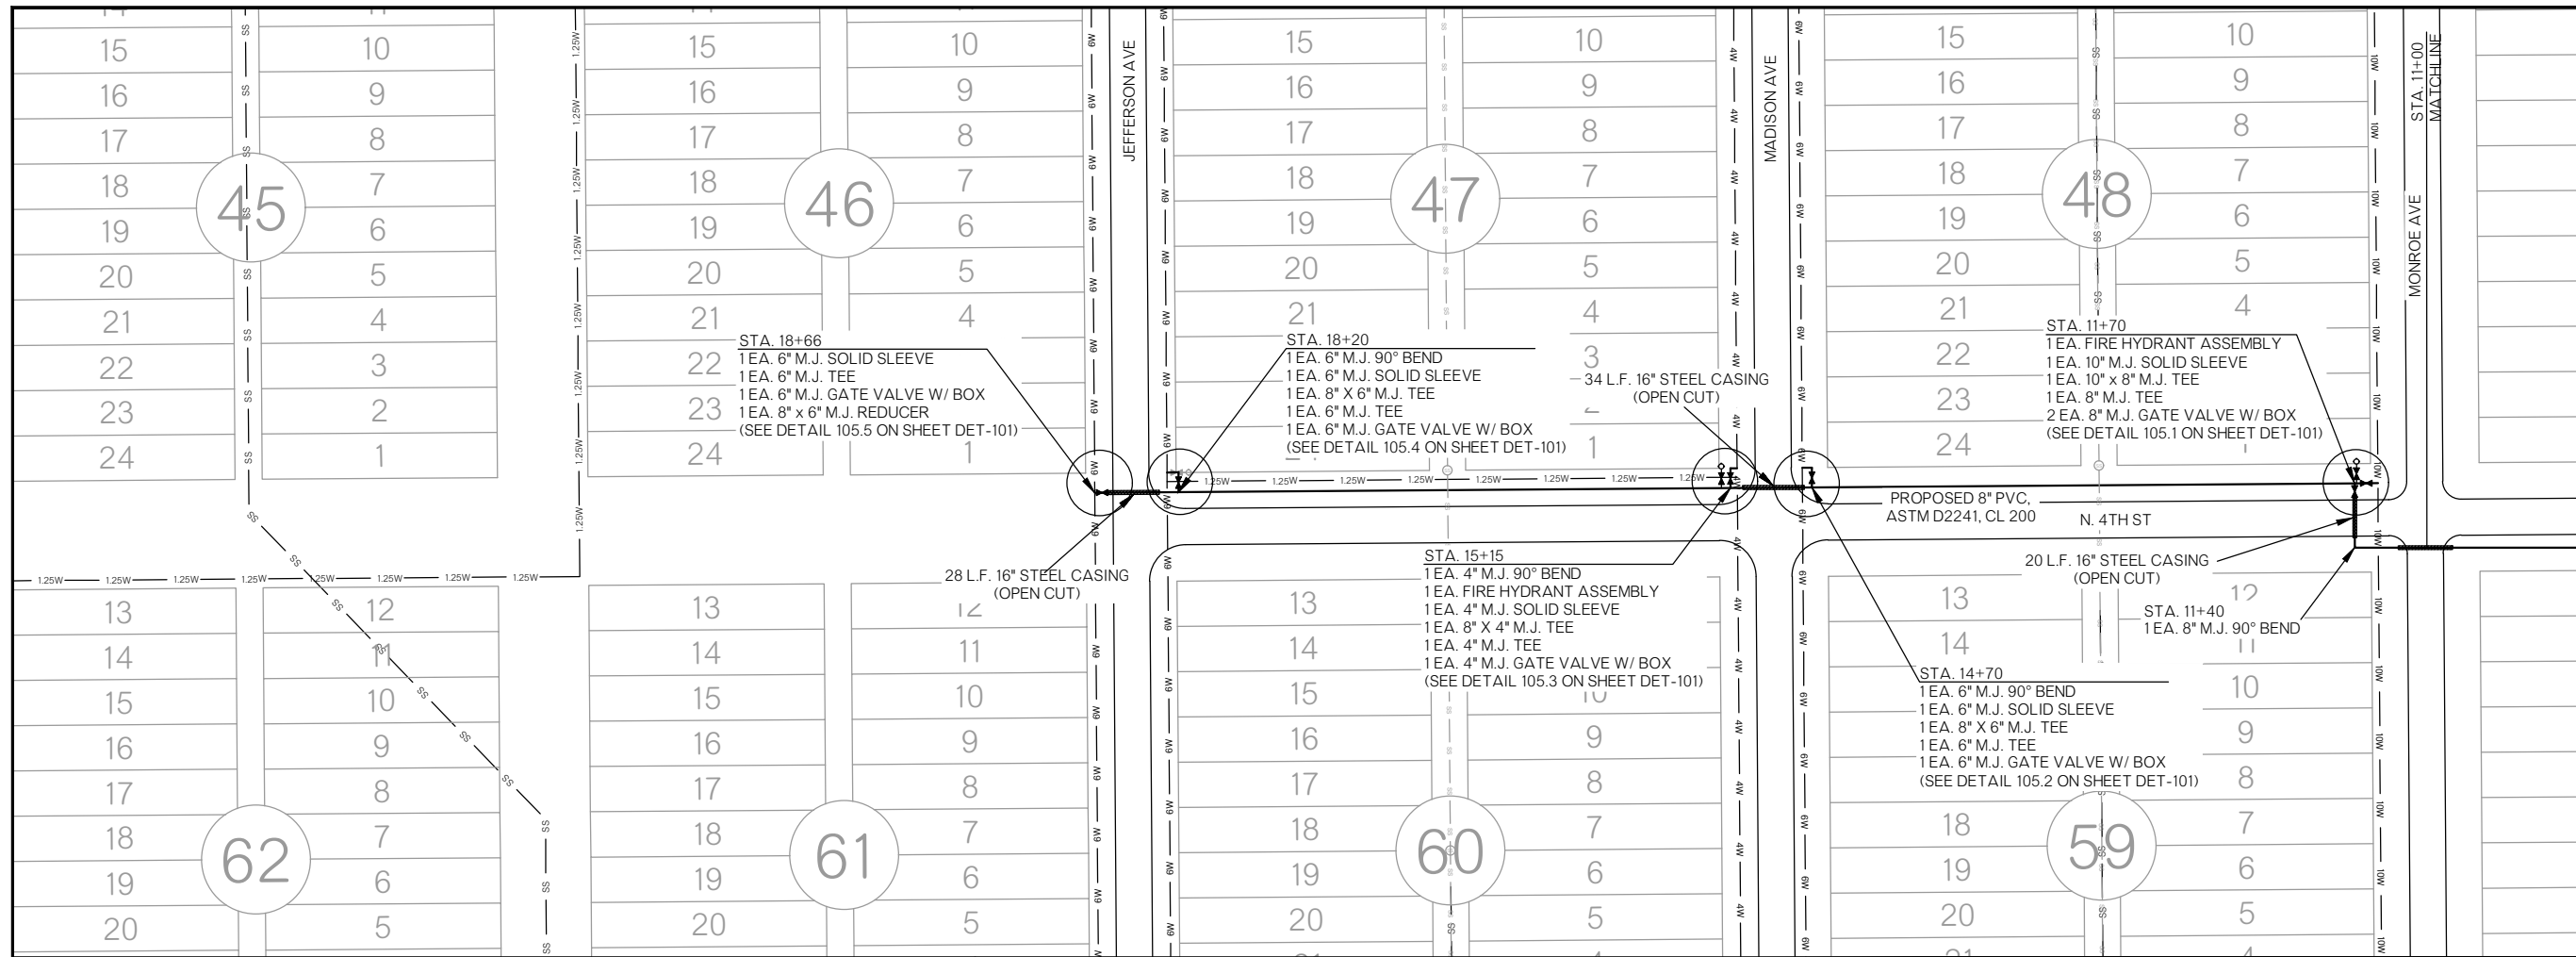 JEFFERSON AVE
MADISON AVE
MONROE AVE
STA. 11+00
MATCHLINE
45
46
47
48
STA. 18+66
1 EA. 6" M.J. SOLID SLEEVE
1 EA. 6" M.J. TEE
1 EA. 6" M.J. GATE VALVE W/ BOX
1 EA. 8" x 6" M.J. REDUCER
(SEE DETAIL 105.5 ON SHEET DET-101)
STA. 18+20
1 EA. 6" M.J. 90° BEND
1 EA. 6" M.J. SOLID SLEEVE
1 EA. 8" X 6" M.J. TEE
1 EA. 6" M.J. TEE
1 EA. 6" M.J. GATE VALVE W/ BOX
(SEE DETAIL 105.4 ON SHEET DET-101)
34 L.F. 16" STEEL CASING
(OPEN CUT)
STA. 11+70
1 EA. FIRE HYDRANT ASSEMBLY
1 EA. 10" M.J. SOLID SLEEVE
1 EA. 10" x 8" M.J. TEE
1 EA. 8" M.J. TEE
2 EA. 8" M.J. GATE VALVE W/ BOX
(SEE DETAIL 105.1 ON SHEET DET-101)
PROPOSED 8" PVC,
ASTM D2241, CL 200
N. 4TH ST
28 L.F. 16" STEEL CASING
(OPEN CUT)
STA. 15+15
1 EA. 4" M.J. 90° BEND
1 EA. FIRE HYDRANT ASSEMBLY
1 EA. 4" M.J. SOLID SLEEVE
1 EA. 8" X 4" M.J. TEE
1 EA. 4" M.J. TEE
1 EA. 4" M.J. GATE VALVE W/ BOX
(SEE DETAIL 105.3 ON SHEET DET-101)
20 L.F. 16" STEEL CASING
(OPEN CUT)
STA. 11+40
1 EA. 8" M.J. 90° BEND
STA. 14+70
1 EA. 6" M.J. 90° BEND
1 EA. 6" M.J. SOLID SLEEVE
1 EA. 8" X 6" M.J. TEE
1 EA. 6" M.J. TEE
1 EA. 6" M.J. GATE VALVE W/ BOX
(SEE DETAIL 105.2 ON SHEET DET-101)
62
61
60
59